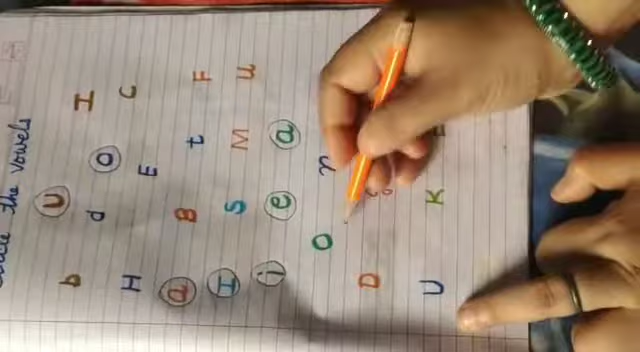 the vowels
b U
d o I
H E C
a B t F
I S M u
i e a
O n
D
U K